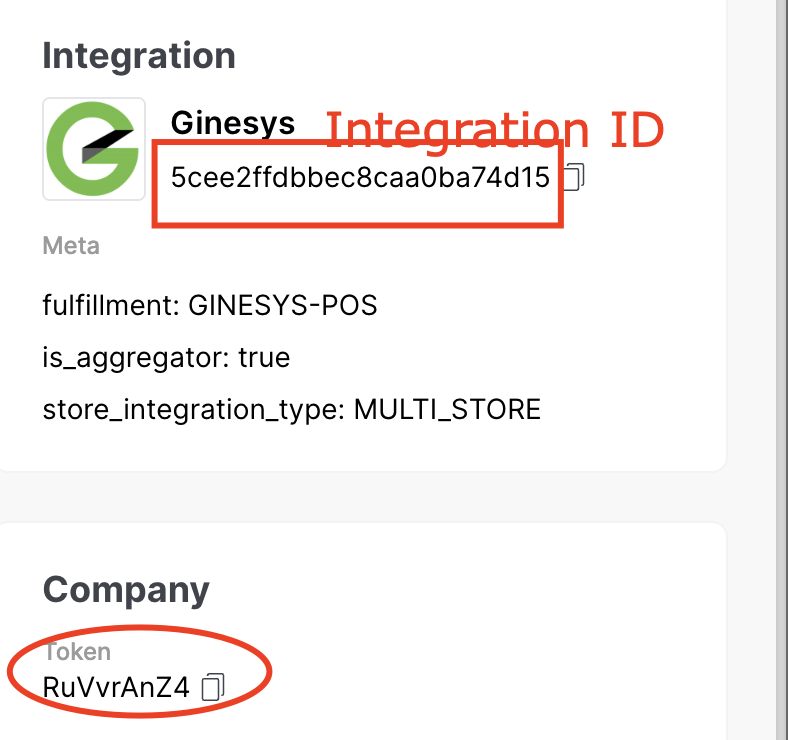 Integration
Ginesys
Integration ID
5cee2ffdbbec8caa0ba74d15
Meta
fulfillment: GINESYS-POS
is_aggregator: true
store_integration_type: MULTI_STORE
Company
Token
RuVvrAnZ4